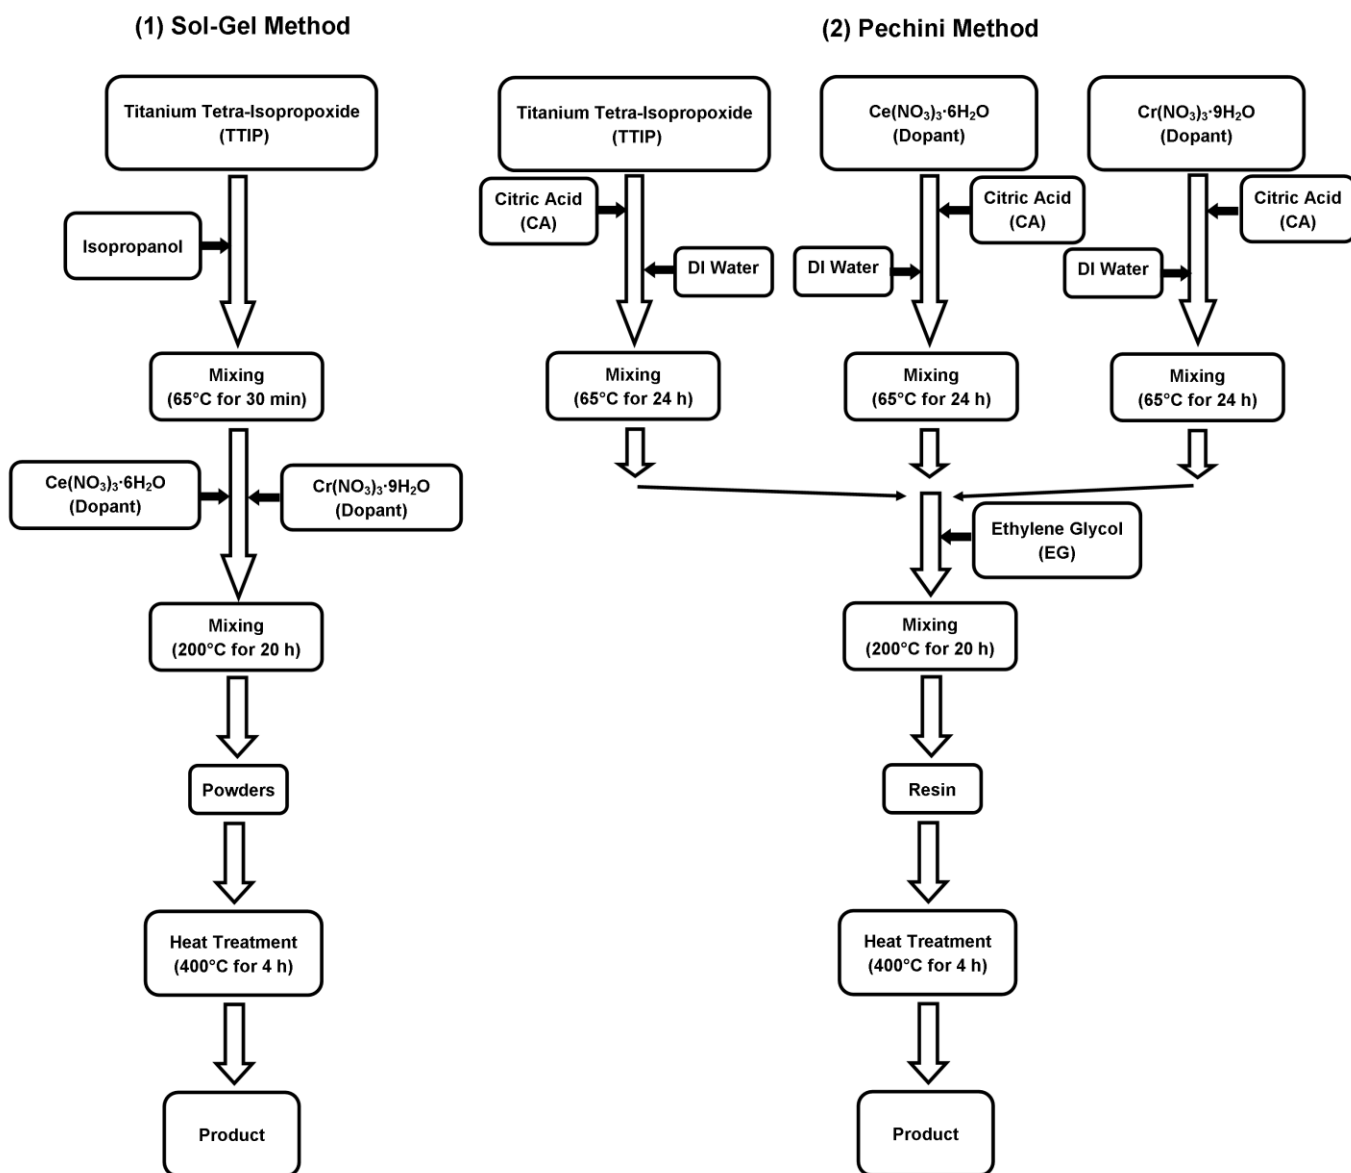 (1) Sol-Gel Method
Titanium Tetra-Isopropoxide
(TTIP)
Isopropanol
Mixing
(65°C for 30 min)
Ce(NO₃)₃·6H₂O
(Dopant)
Cr(NO₃)₃·9H₂O
(Dopant)
Mixing
(200°C for 20 h)
Powders
Heat Treatment
(400°C for 4 h)
Product
(2) Pechini Method
Titanium Tetra-Isopropoxide
(TTIP)
Citric Acid
(CA)
DI Water
Mixing
(65°C for 24 h)
Ce(NO₃)₃·6H₂O
(Dopant)
Citric Acid
(CA)
DI Water
Mixing
(65°C for 24 h)
Cr(NO₃)₃·9H₂O
(Dopant)
Citric Acid
(CA)
DI Water
Mixing
(65°C for 24 h)
Ethylene Glycol
(EG)
Mixing
(200°C for 20 h)
Resin
Heat Treatment
(400°C for 4 h)
Product